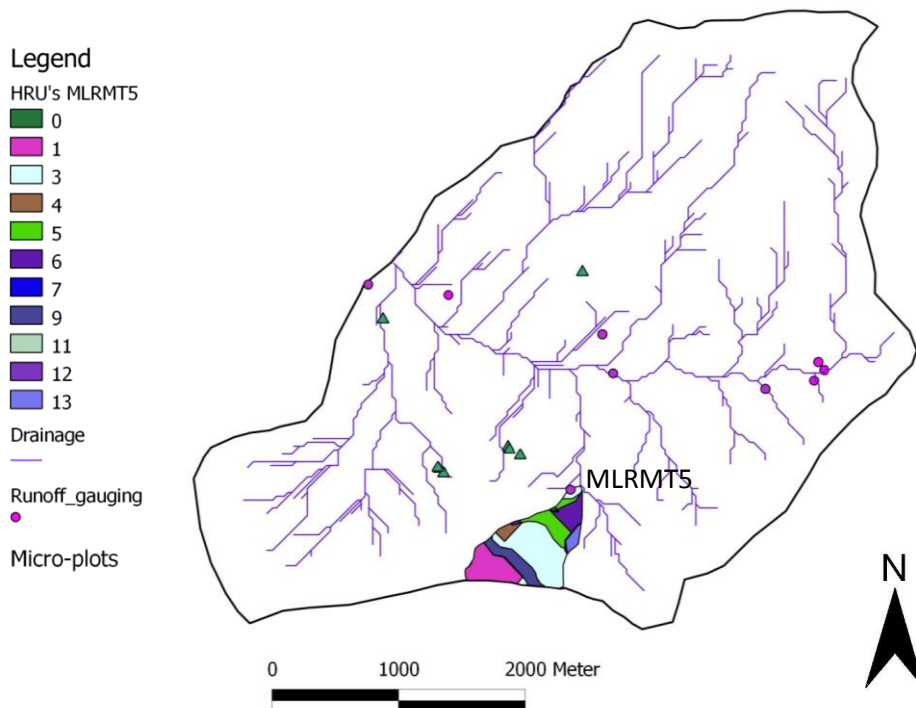 Legend
HRU's MLRMT5
0
1
3
4
5
6
7
9
11
12
13
Drainage
Runoff_gauging
Micro-plots
MLRMT5
N
0 1000 2000 Meter